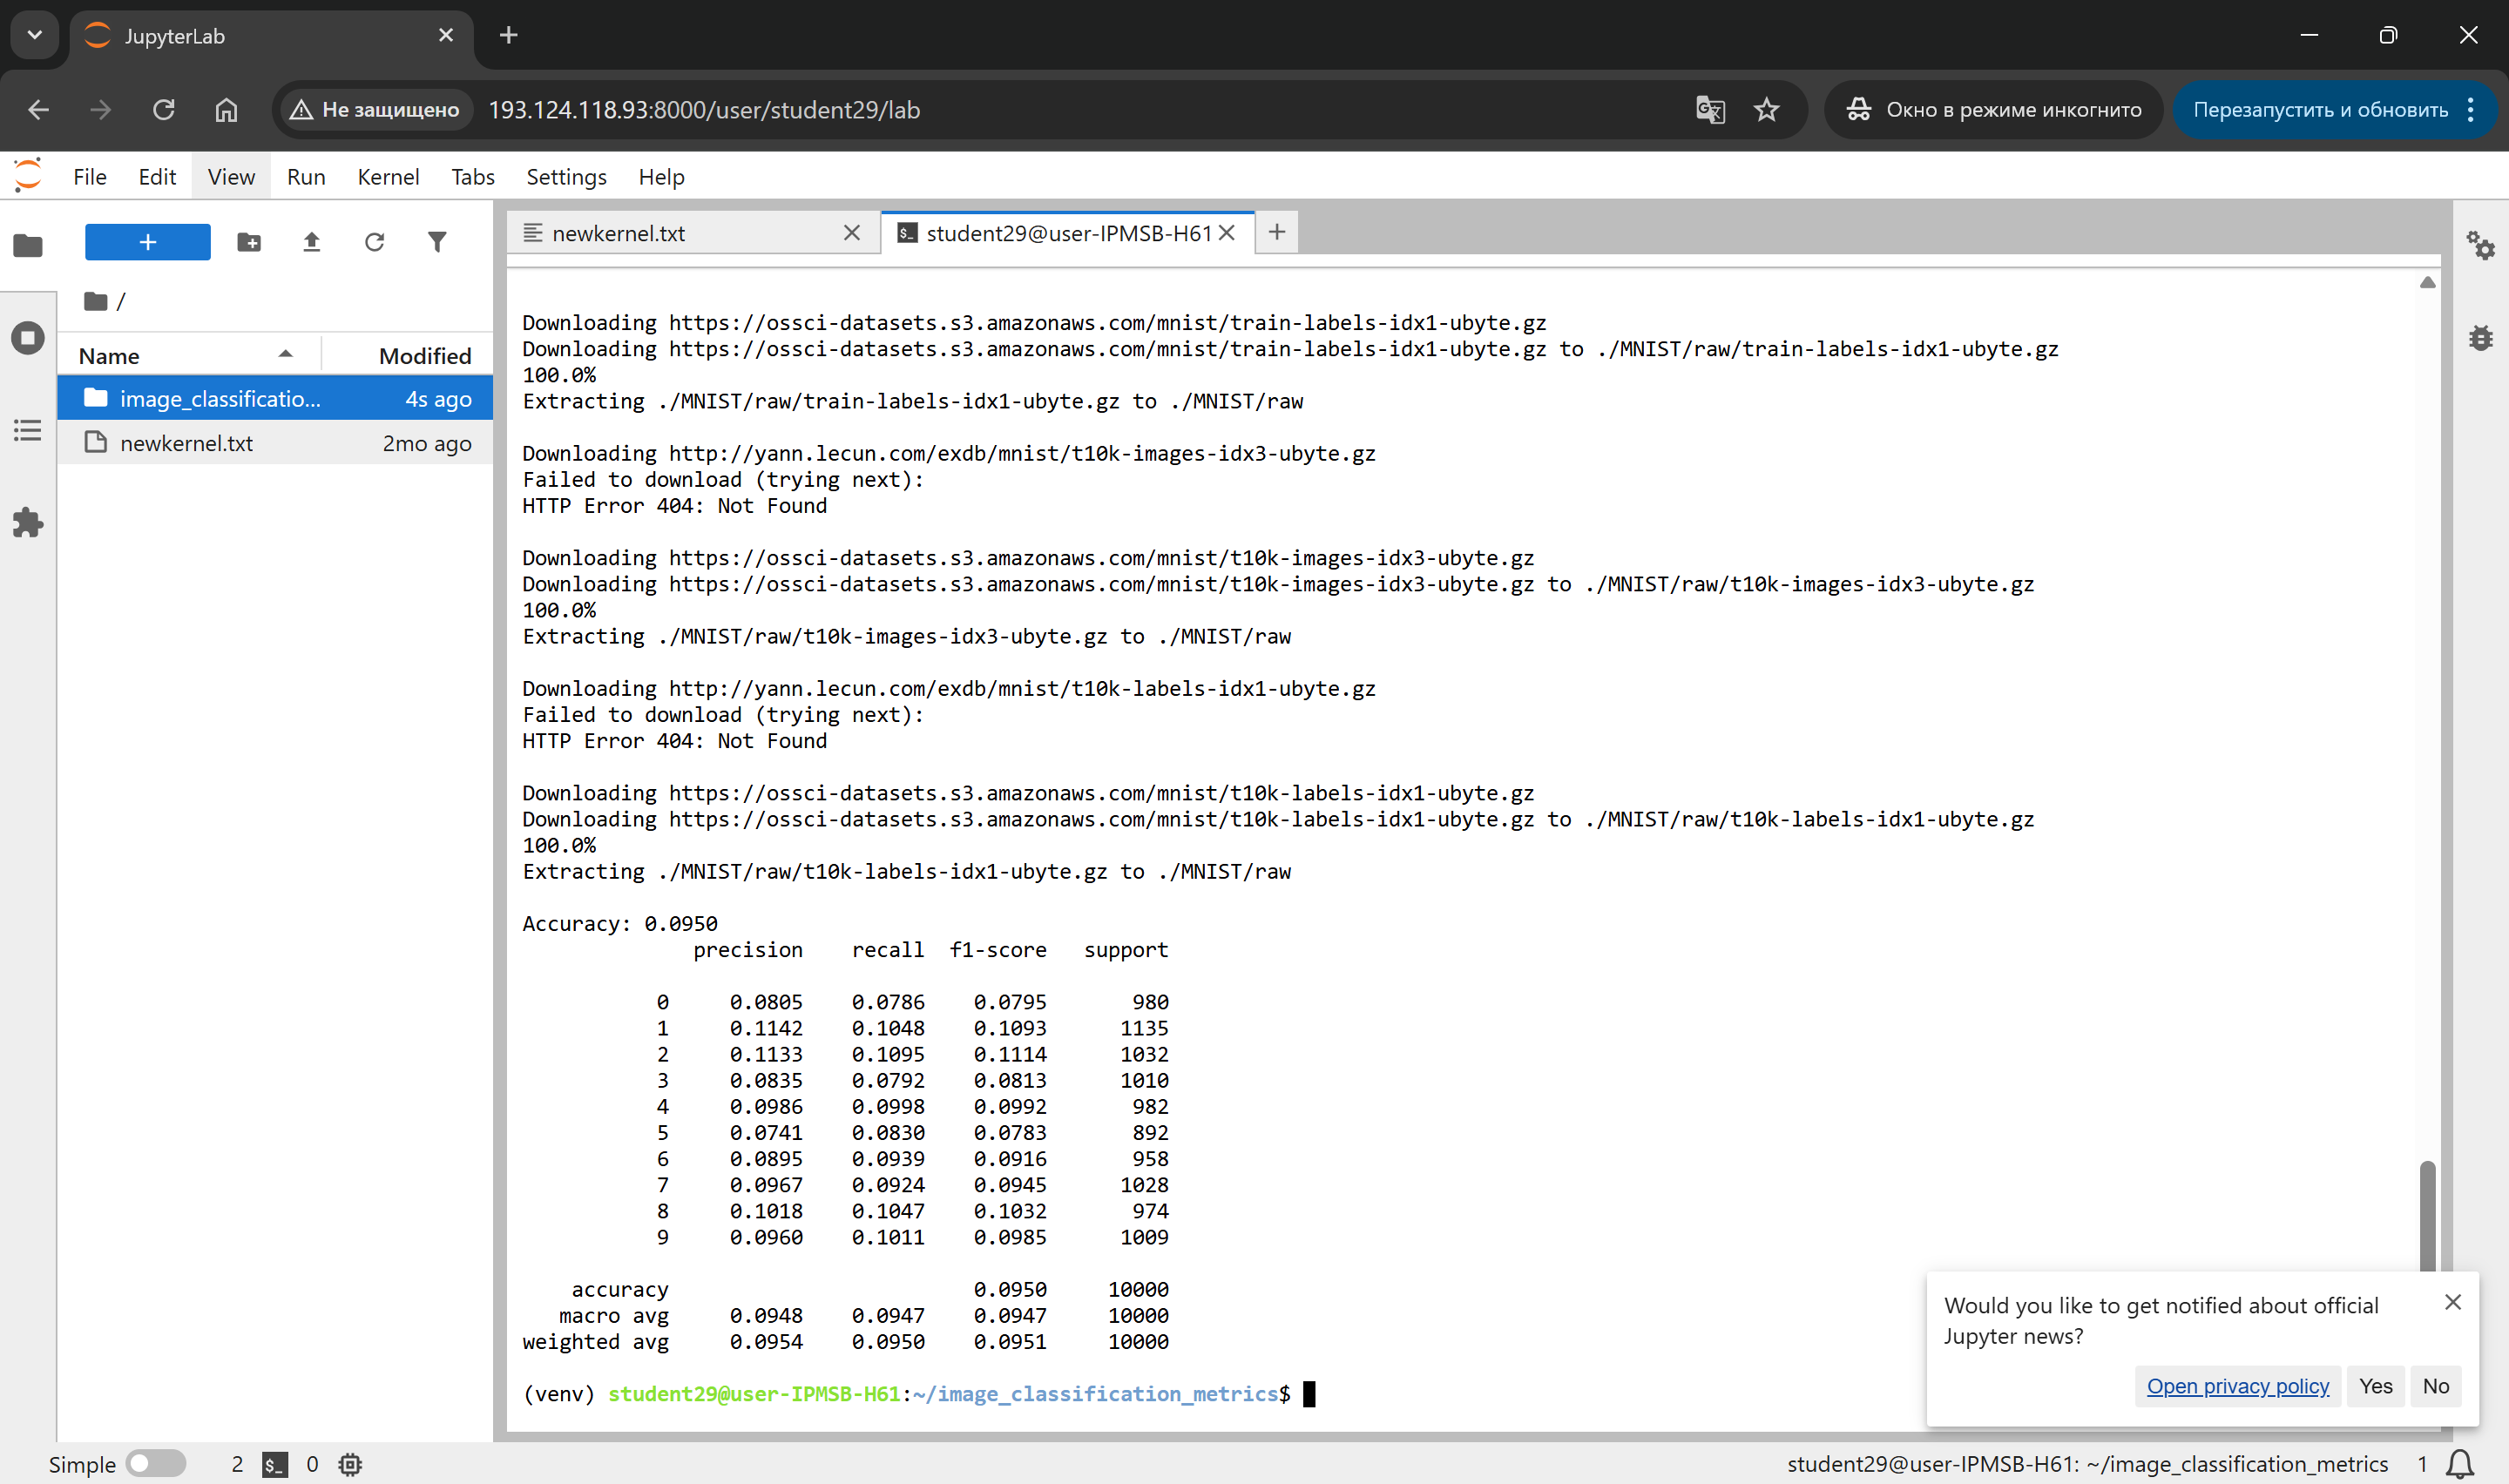 JupyterLab
Не защищено
193.124.118.93:8000/user/student29/lab
Окно в режиме инкогнито
Перезапустить и обновить
File Edit View Run Kernel Tabs Settings Help
+
/
Name Modified
image_classificatio... 4s ago
newkernel.txt 2mo ago
newkernel.txt
student29@user-IPMSB-H61
Downloading https://ossci-datasets.s3.amazonaws.com/mnist/train-labels-idx1-ubyte.gz
Downloading https://ossci-datasets.s3.amazonaws.com/mnist/train-labels-idx1-ubyte.gz to ./MNIST/raw/train-labels-idx1-ubyte.gz
100.0%
Extracting ./MNIST/raw/train-labels-idx1-ubyte.gz to ./MNIST/raw
Downloading http://yann.lecun.com/exdb/mnist/t10k-images-idx3-ubyte.gz
Failed to download (trying next):
HTTP Error 404: Not Found
Downloading https://ossci-datasets.s3.amazonaws.com/mnist/t10k-images-idx3-ubyte.gz
Downloading https://ossci-datasets.s3.amazonaws.com/mnist/t10k-images-idx3-ubyte.gz to ./MNIST/raw/t10k-images-idx3-ubyte.gz
100.0%
Extracting ./MNIST/raw/t10k-images-idx3-ubyte.gz to ./MNIST/raw
Downloading http://yann.lecun.com/exdb/mnist/t10k-labels-idx1-ubyte.gz
Failed to download (trying next):
HTTP Error 404: Not Found
Downloading https://ossci-datasets.s3.amazonaws.com/mnist/t10k-labels-idx1-ubyte.gz
Downloading https://ossci-datasets.s3.amazonaws.com/mnist/t10k-labels-idx1-ubyte.gz to ./MNIST/raw/t10k-labels-idx1-ubyte.gz
100.0%
Extracting ./MNIST/raw/t10k-labels-idx1-ubyte.gz to ./MNIST/raw
Accuracy: 0.0950
precision recall f1-score support
0 0.0805 0.0786 0.0795 980
1 0.1142 0.1048 0.1093 1135
2 0.1133 0.1095 0.1114 1032
3 0.0835 0.0792 0.0813 1010
4 0.0986 0.0998 0.0992 982
5 0.0741 0.0830 0.0783 892
6 0.0895 0.0939 0.0916 958
7 0.0967 0.0924 0.0945 1028
8 0.1018 0.1047 0.1032 974
9 0.0960 0.1011 0.0985 1009
accuracy 0.0950 10000
macro avg 0.0948 0.0947 0.0947 10000
weighted avg 0.0954 0.0950 0.0951 10000
(venv) student29@user-IPMSB-H61:~/image_classification_metrics$
Would you like to get notified about official
Jupyter news?
Open privacy policy Yes No
Simple 2 $_ 0
student29@user-IPMSB-H61: ~/image_classification_metrics 1